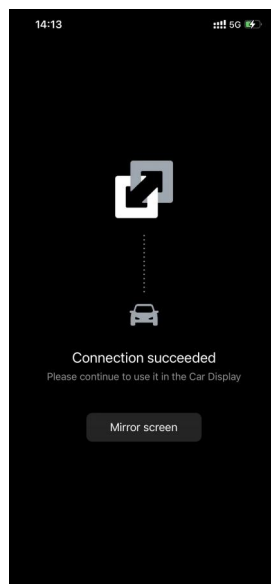 14:13
5G
Connection succeeded
Please continue to use it in the Car Display
Mirror screen